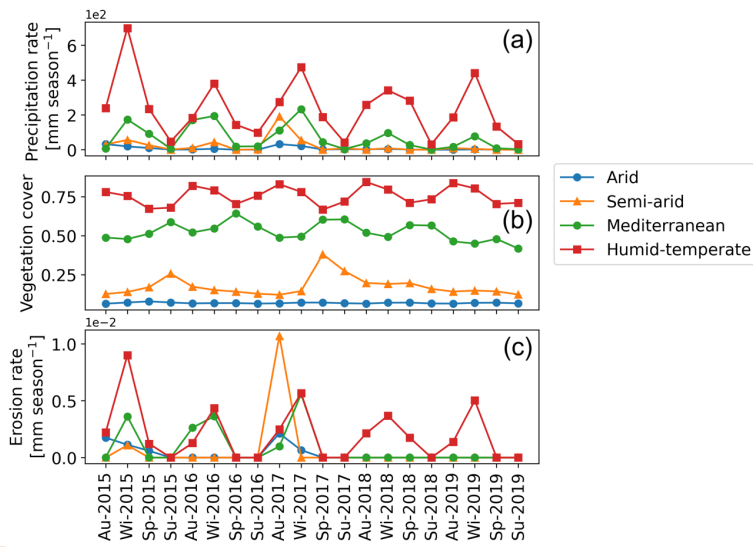 1e2
(a)
Precipitation rate
[mm season⁻¹]
6
4
2
0
Vegetation cover
0.75
0.50
0.25
(b)
Arid
Semi-arid
Mediterranean
Humid-temperate
1e−2
(c)
Erosion rate
[mm season⁻¹]
1.0
0.5
0.0
Au-2015
Wi-2015
Sp-2015
Su-2015
Au-2016
Wi-2016
Sp-2016
Su-2016
Au-2017
Wi-2017
Sp-2017
Su-2017
Au-2018
Wi-2018
Sp-2018
Su-2018
Au-2019
Wi-2019
Sp-2019
Su-2019